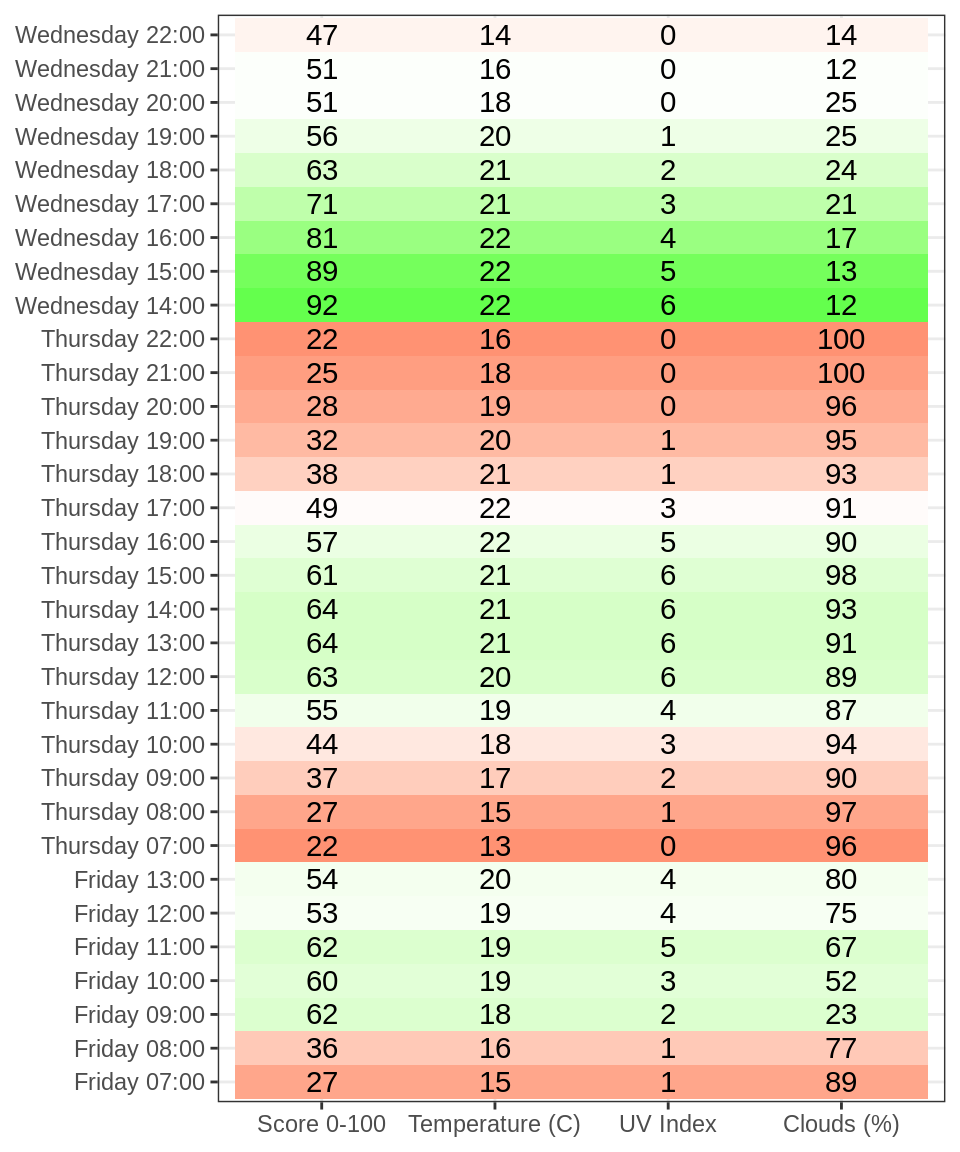 Wednesday 22:00 47 14 0 14
Wednesday 21:00 51 16 0 12
Wednesday 20:00 51 18 0 25
Wednesday 19:00 56 20 1 25
Wednesday 18:00 63 21 2 24
Wednesday 17:00 71 21 3 21
Wednesday 16:00 81 22 4 17
Wednesday 15:00 89 22 5 13
Wednesday 14:00 92 22 6 12
Thursday 22:00 22 16 0 100
Thursday 21:00 25 18 0 100
Thursday 20:00 28 19 0 96
Thursday 19:00 32 20 1 95
Thursday 18:00 38 21 1 93
Thursday 17:00 49 22 3 91
Thursday 16:00 57 22 5 90
Thursday 15:00 61 21 6 98
Thursday 14:00 64 21 6 93
Thursday 13:00 64 21 6 91
Thursday 12:00 63 20 6 89
Thursday 11:00 55 19 4 87
Thursday 10:00 44 18 3 94
Thursday 09:00 37 17 2 90
Thursday 08:00 27 15 1 97
Thursday 07:00 22 13 0 96
Friday 13:00 54 20 4 80
Friday 12:00 53 19 4 75
Friday 11:00 62 19 5 67
Friday 10:00 60 19 3 52
Friday 09:00 62 18 2 23
Friday 08:00 36 16 1 77
Friday 07:00 27 15 1 89
Score 0-100 Temperature (C) UV Index Clouds (%)